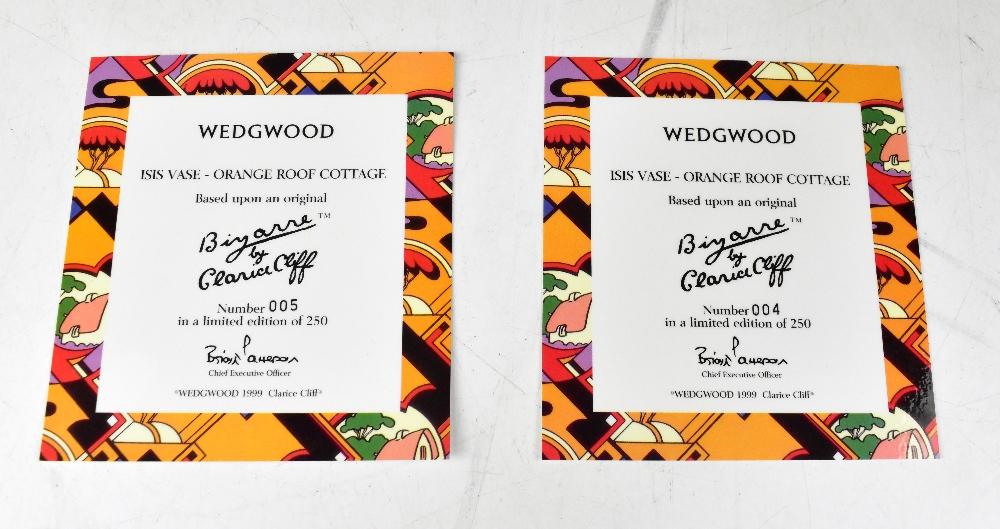 WEDGWOOD
ISIS VASE - ORANGE ROOF COTTAGE
Based upon an original
Bizarre™
by
Clarice Cliff
Number 005
in a limited edition of 250
Chief Executive Officer
®WEDGWOOD 1999 Clarice Cliff®
WEDGWOOD
ISIS VASE - ORANGE ROOF COTTAGE
Based upon an original
Bizarre™
by
Clarice Cliff
Number 004
in a limited edition of 250
Chief Executive Officer
®WEDGWOOD 1999 Clarice Cliff®